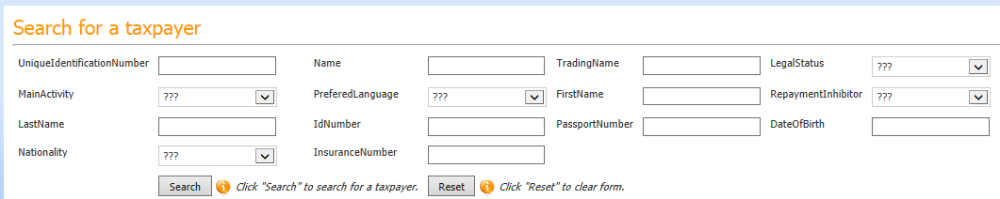 Search for a taxpayer
UniqueIdentificationNumber Name TradingName LegalStatus ???
MainActivity ??? PreferedLanguage ??? FirstName RepaymentInhibitor ???
LastName IdNumber PassportNumber DateOfBirth
Nationality ??? InsuranceNumber
Search Click "Search" to search for a taxpayer. Reset Click "Reset" to clear form.